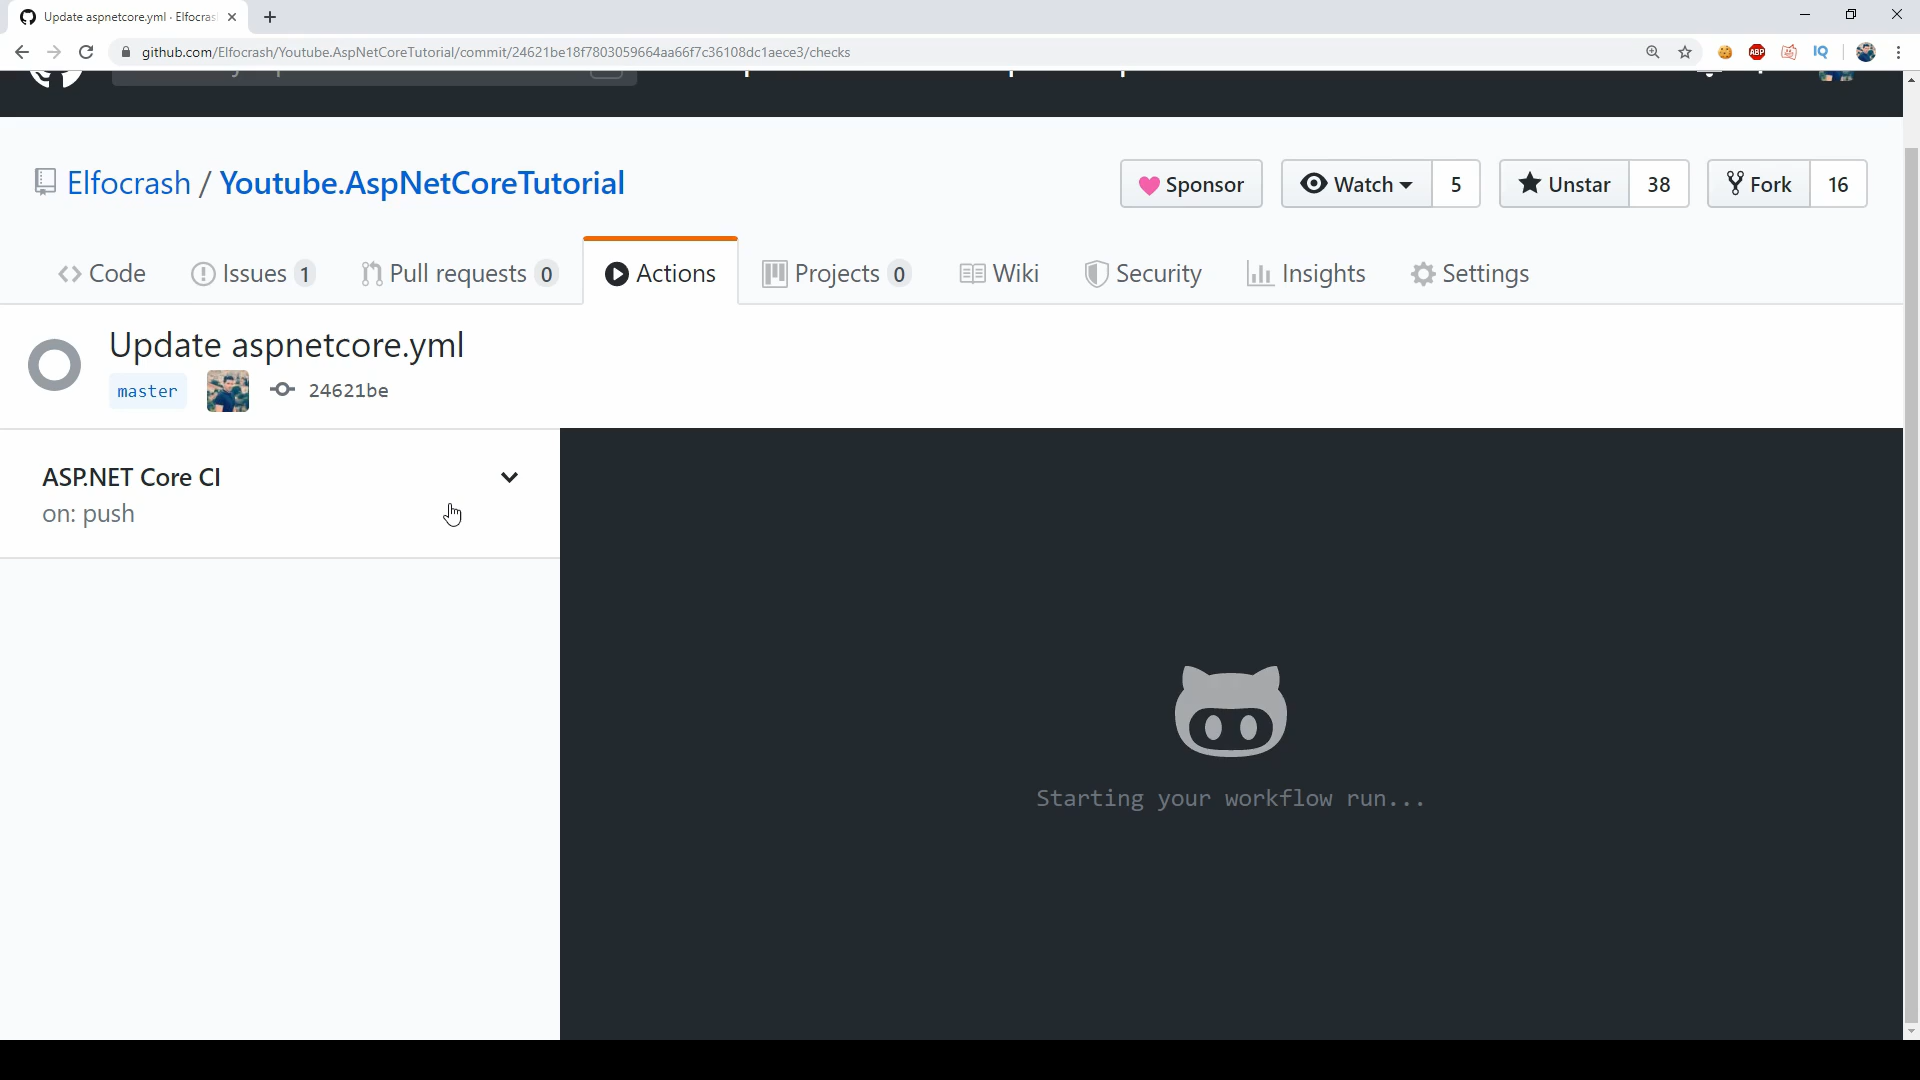 Update aspnetcore.yml · Elfocras
github.com/Elfocrash/Youtube.AspNetCoreTutorial/commit/24621be18f7803059664aa66f7c36108dc1aece3/checks
ABP
IQ
Elfocrash / Youtube.AspNetCoreTutorial
Sponsor
Watch 5
Unstar 38
Fork 16
Code
Issues 1
Pull requests 0
Actions
Projects 0
Wiki
Security
Insights
Settings
Update aspnetcore.yml
master
24621be
ASP.NET Core CI
on: push
Starting your workflow run...